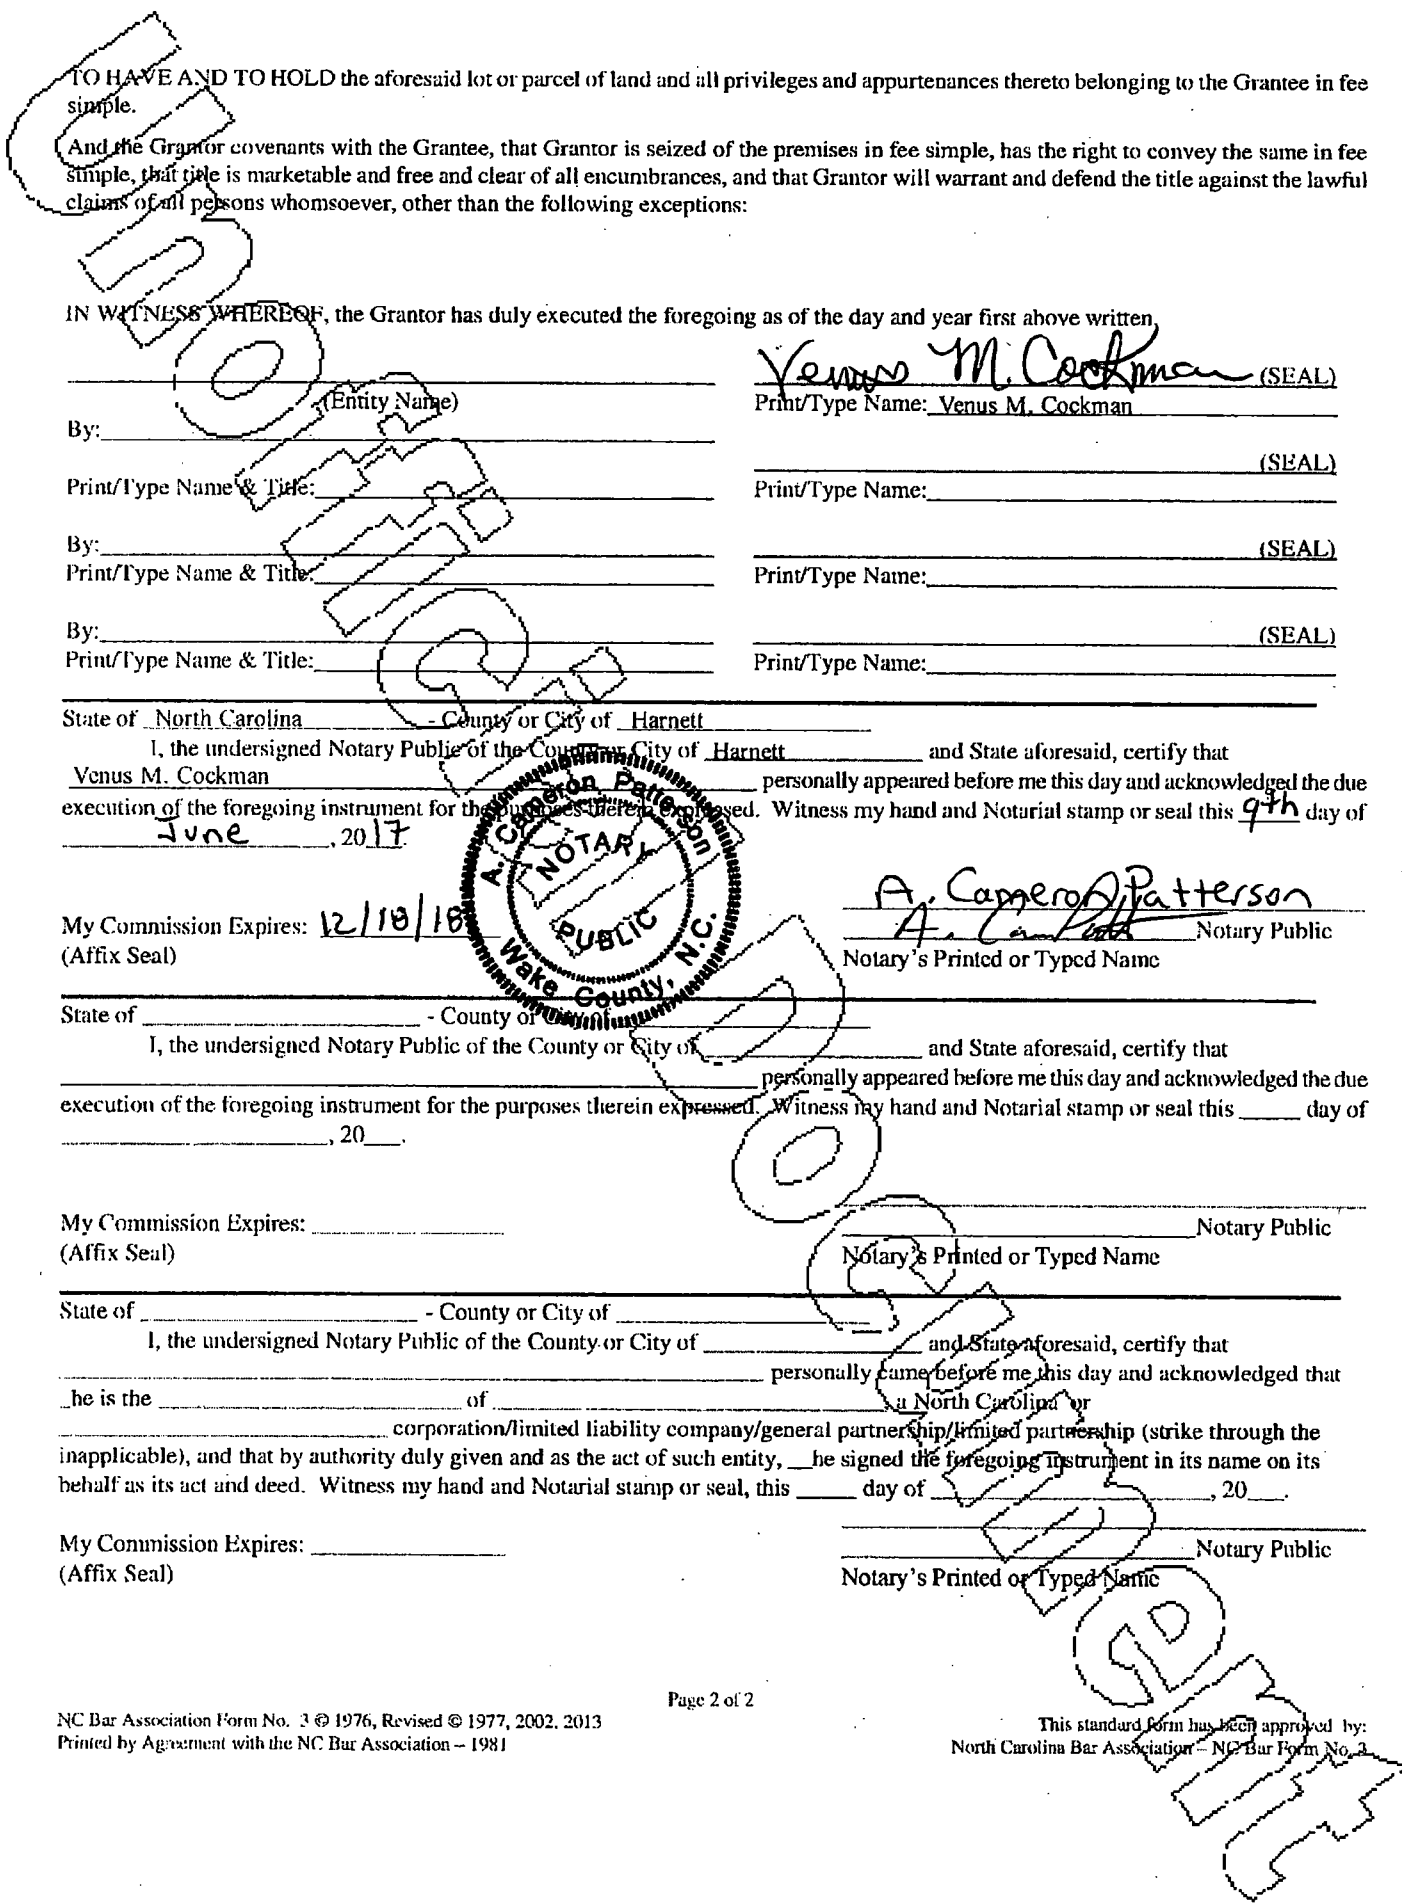 TO HAVE AND TO HOLD the aforesaid lot or parcel of land and all privileges and appurtenances thereto belonging to the Grantee in fee
simple.
And the Grantor covenants with the Grantee, that Grantor is seized of the premises in fee simple, has the right to convey the same in fee
simple, that title is marketable and free and clear of all encumbrances, and that Grantor will warrant and defend the title against the lawful
claims of all persons whomsoever, other than the following exceptions:
IN WITNESS WHEREOF, the Grantor has duly executed the foregoing as of the day and year first above written.
Venus M. Cockman (SEAL)
(Entity Name) Print/Type Name: Venus M. Cockman
By:
(SEAL)
Print/Type Name & Title: Print/Type Name:
By: (SEAL)
Print/Type Name & Title: Print/Type Name:
By: (SEAL)
Print/Type Name & Title: Print/Type Name:
State of North Carolina - County or City of Harnett
I, the undersigned Notary Public of the County or City of Harnett and State aforesaid, certify that
Venus M. Cockman personally appeared before me this day and acknowledged the due
execution of the foregoing instrument for the purposes therein expressed. Witness my hand and Notarial stamp or seal this 9th day of
June, 2017.
A. Cameron Patterson
NOTARY
PUBLIC
Wake County, N.C.
A. Cameron Patterson
My Commission Expires: 12/18/18 A. Cam Patt Notary Public
(Affix Seal) Notary's Printed or Typed Name
State of - County or City of
I, the undersigned Notary Public of the County or City of and State aforesaid, certify that
personally appeared before me this day and acknowledged the due
execution of the foregoing instrument for the purposes therein expressed. Witness my hand and Notarial stamp or seal this ____ day of
, 20___.
My Commission Expires: Notary Public
(Affix Seal) Notary's Printed or Typed Name
State of - County or City of
I, the undersigned Notary Public of the County or City of and State aforesaid, certify that
personally came before me this day and acknowledged that
_he is the of , a North Carolina or
corporation/limited liability company/general partnership/limited partnership (strike through the
inapplicable), and that by authority duly given and as the act of such entity, __he signed the foregoing instrument in its name on its
behalf as its act and deed. Witness my hand and Notarial stamp or seal, this ____ day of , 20___.
My Commission Expires: Notary Public
(Affix Seal) Notary's Printed or Typed Name
Page 2 of 2
NC Bar Association Form No. 3 © 1976, Revised © 1977, 2002, 2013
Printed by Agreement with the NC Bar Association – 1981
This standard form has been approved by:
North Carolina Bar Association – NC Bar Form No. 3
Unofficial Document